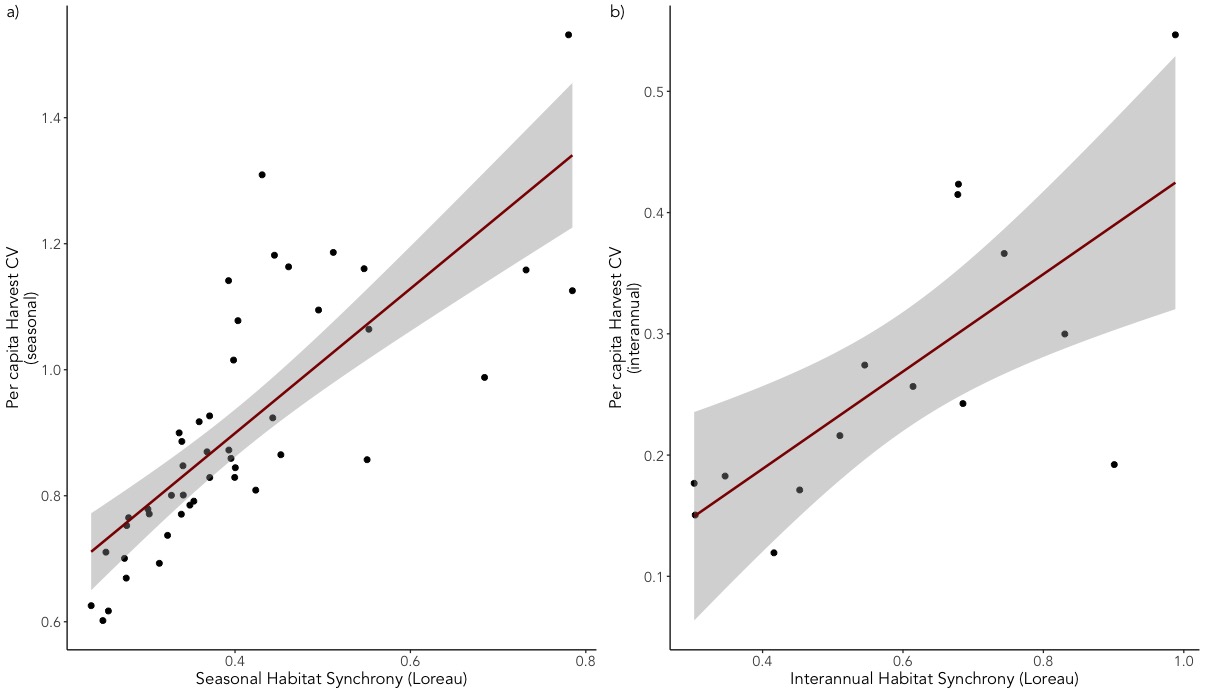 a)
Per capita Harvest CV
(seasonal)
1.4
1.2
1.0
0.8
0.6
0.4
0.6
0.8
Seasonal Habitat Synchrony (Loreau)
b)
Per capita Harvest CV
(interannual)
0.5
0.4
0.3
0.2
0.1
0.4
0.6
0.8
1.0
Interannual Habitat Synchrony (Loreau)